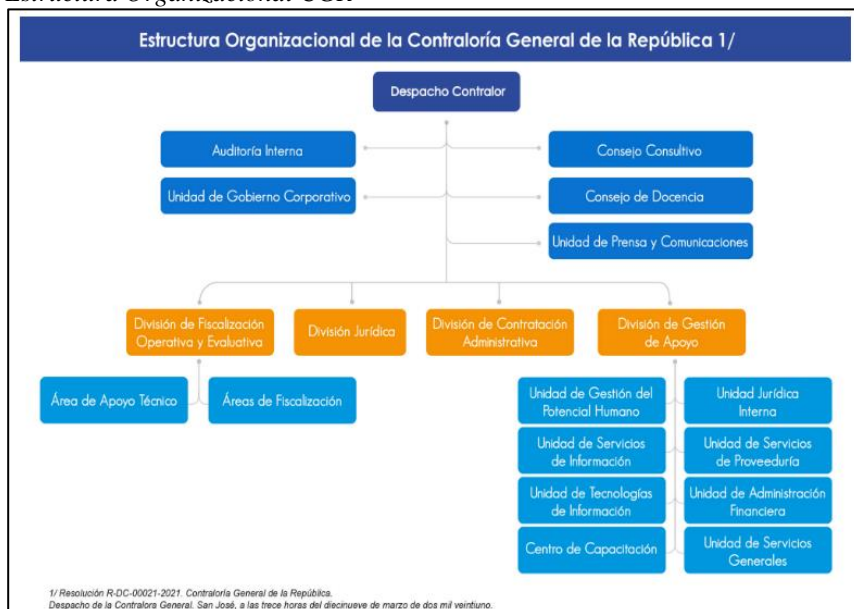 Estructura Organizacional CGR
Estructura Organizacional de la Contraloría General de la República 1/
Despacho Contralor
Auditoría Interna
Consejo Consultivo
Unidad de Gobierno Corporativo
Consejo de Docencia
Unidad de Prensa y Comunicaciones
División de Fiscalización
Operativa y Evaluativa
División Jurídica
División de Contratación
Administrativa
División de Gestión
de Apoyo
Área de Apoyo Técnico
Áreas de Fiscalización
Unidad de Gestión del
Potencial Humano
Unidad Jurídica
Interna
Unidad de Servicios
de Información
Unidad de Servicios
de Proveeduría
Unidad de Tecnologías
de Información
Unidad de Administración
Financiera
Centro de Capacitación
Unidad de Servicios
Generales
1/ Resolución R-DC-00021-2021. Contraloría General de la República.
Despacho de la Contralora General. San José, a las trece horas del diecinueve de marzo de dos mil veintiuno.